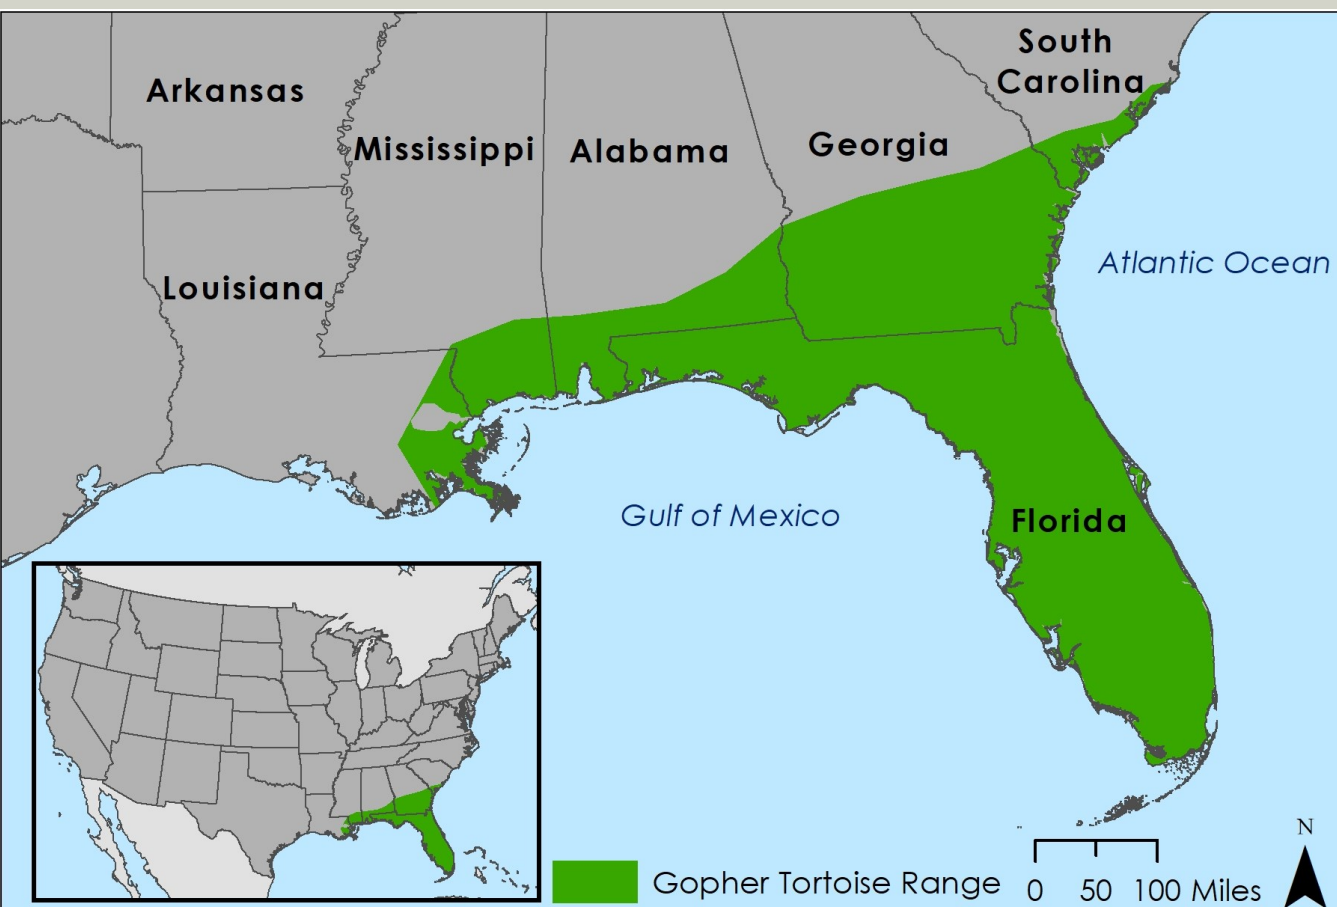 South
Carolina
Arkansas
Mississippi
Alabama
Georgia
Atlantic Ocean
Louisiana
Gulf of Mexico
Florida
Gopher Tortoise Range
0 50 100 Miles
N